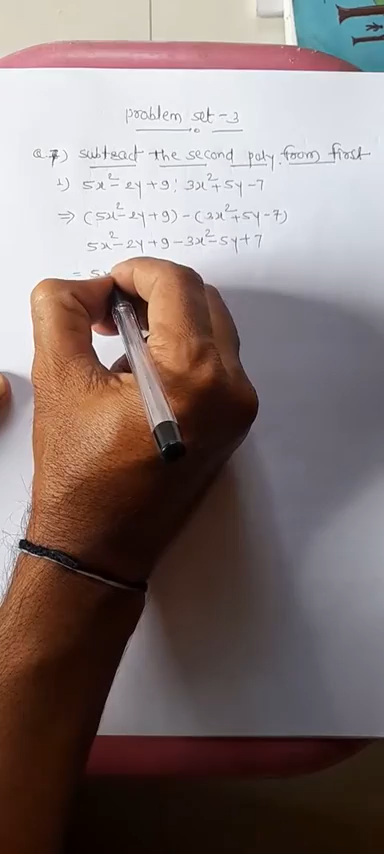 problem set-3
Q.7) subtract the second poly. from first
1) 5x²-2y+9; 3x²+5y-7
⇒ (5x²-2y+9)-(3x²+5y-7)
5x²-2y+9-3x²-5y+7
= 5x